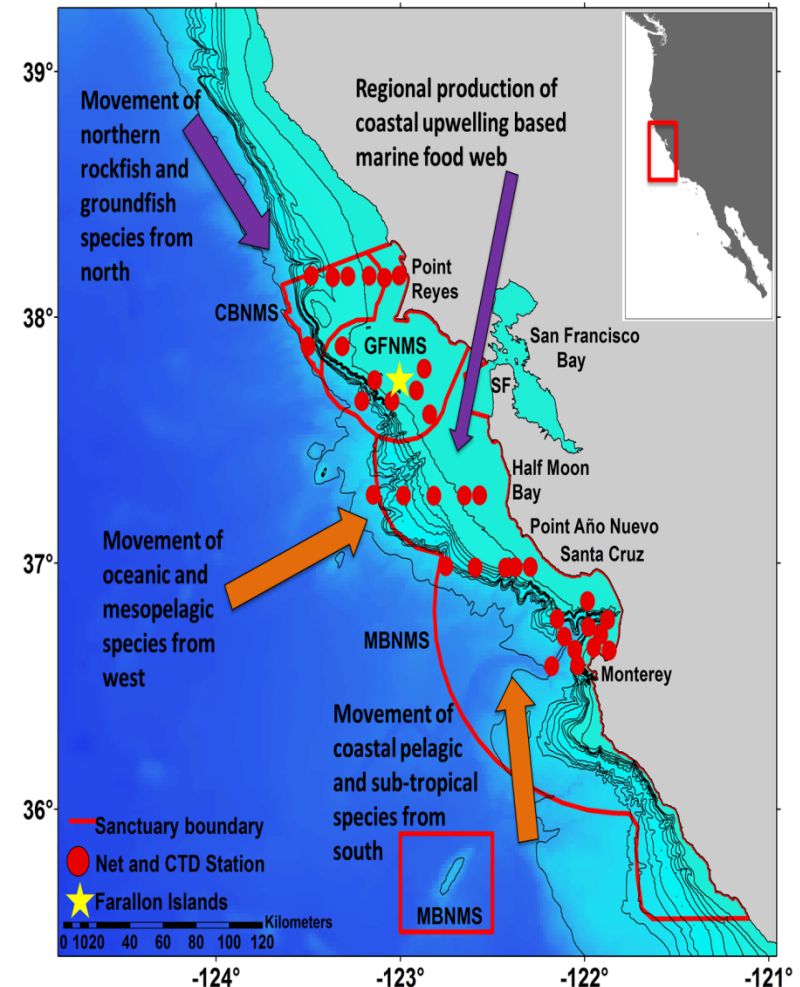 39°
38°
37°
36°
Movement of
northern
rockfish and
groundfish
species from
north
Regional production of
coastal upwelling based
marine food web
Point
Reyes
CBNMS
GFNMS
San Francisco
Bay
SF
Half Moon
Bay
Point Año Nuevo
Santa Cruz
Movement of
oceanic and
mesopelagic
species from
west
MBNMS
Monterey
Movement of
coastal pelagic
and sub-tropical
species from
south
MBNMS
Sanctuary boundary
Net and CTD Station
Farallon Islands
Kilometers
0 10 20 40 60 80 100 120
-124° -123° -122° -121°